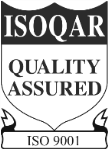 ISOQAR
QUALITY
ASSURED
ISO 9001